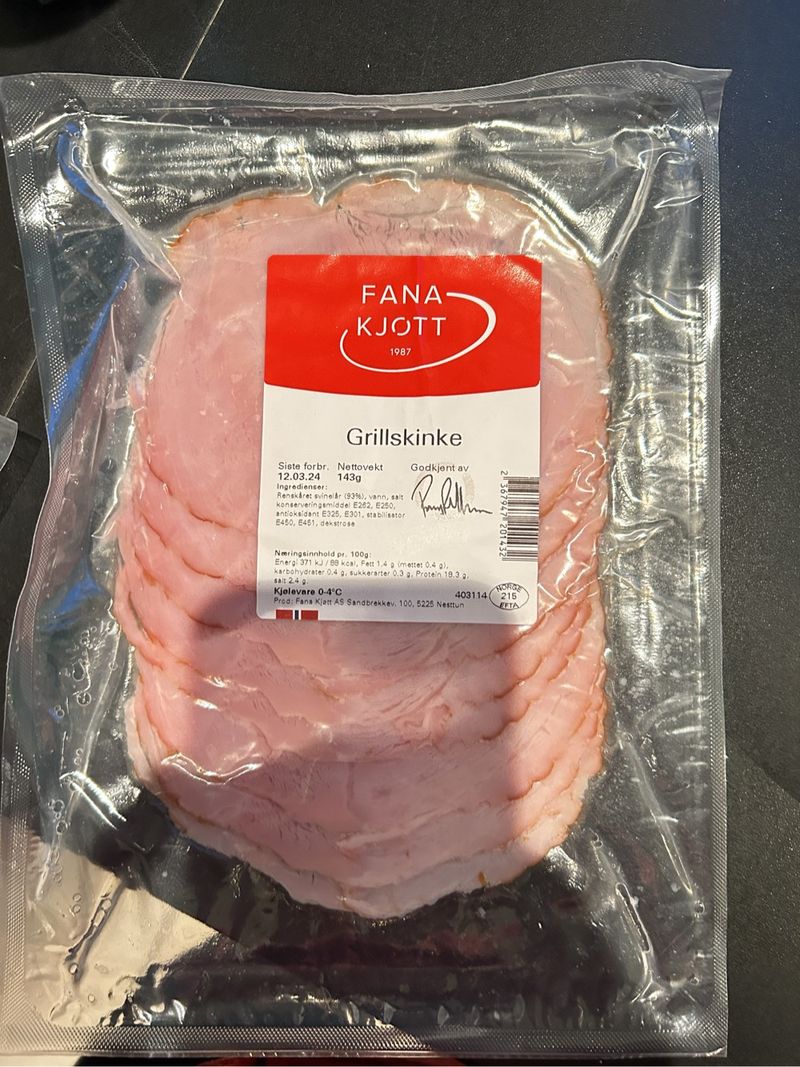 FANA
KJØTT
1987
Grillskinke
Siste forbr. Nettovekt Godkjent av
12.03.24 143g
Ingredienser:
Renskåret svinelår (93%), vann, salt
konserveringsmiddel E262, E250,
antioksidant E325, E301, stabilisator
E450, E451, dekstrose
2 367947 201432
Næringsinnhold pr. 100g:
Energi 371 kJ / 88 kcal, Fett 1.4 g (mettet 0.4 g),
karbohydrater 0.4 g, sukkerarter 0.3 g, Protein 18.3 g,
salt 2.4 g
Kjølevare 0-4°C
403114
Prod: Fana Kjøtt AS Sandbrekkev. 100, 5225 Nesttun
NORGE
215
EFTA